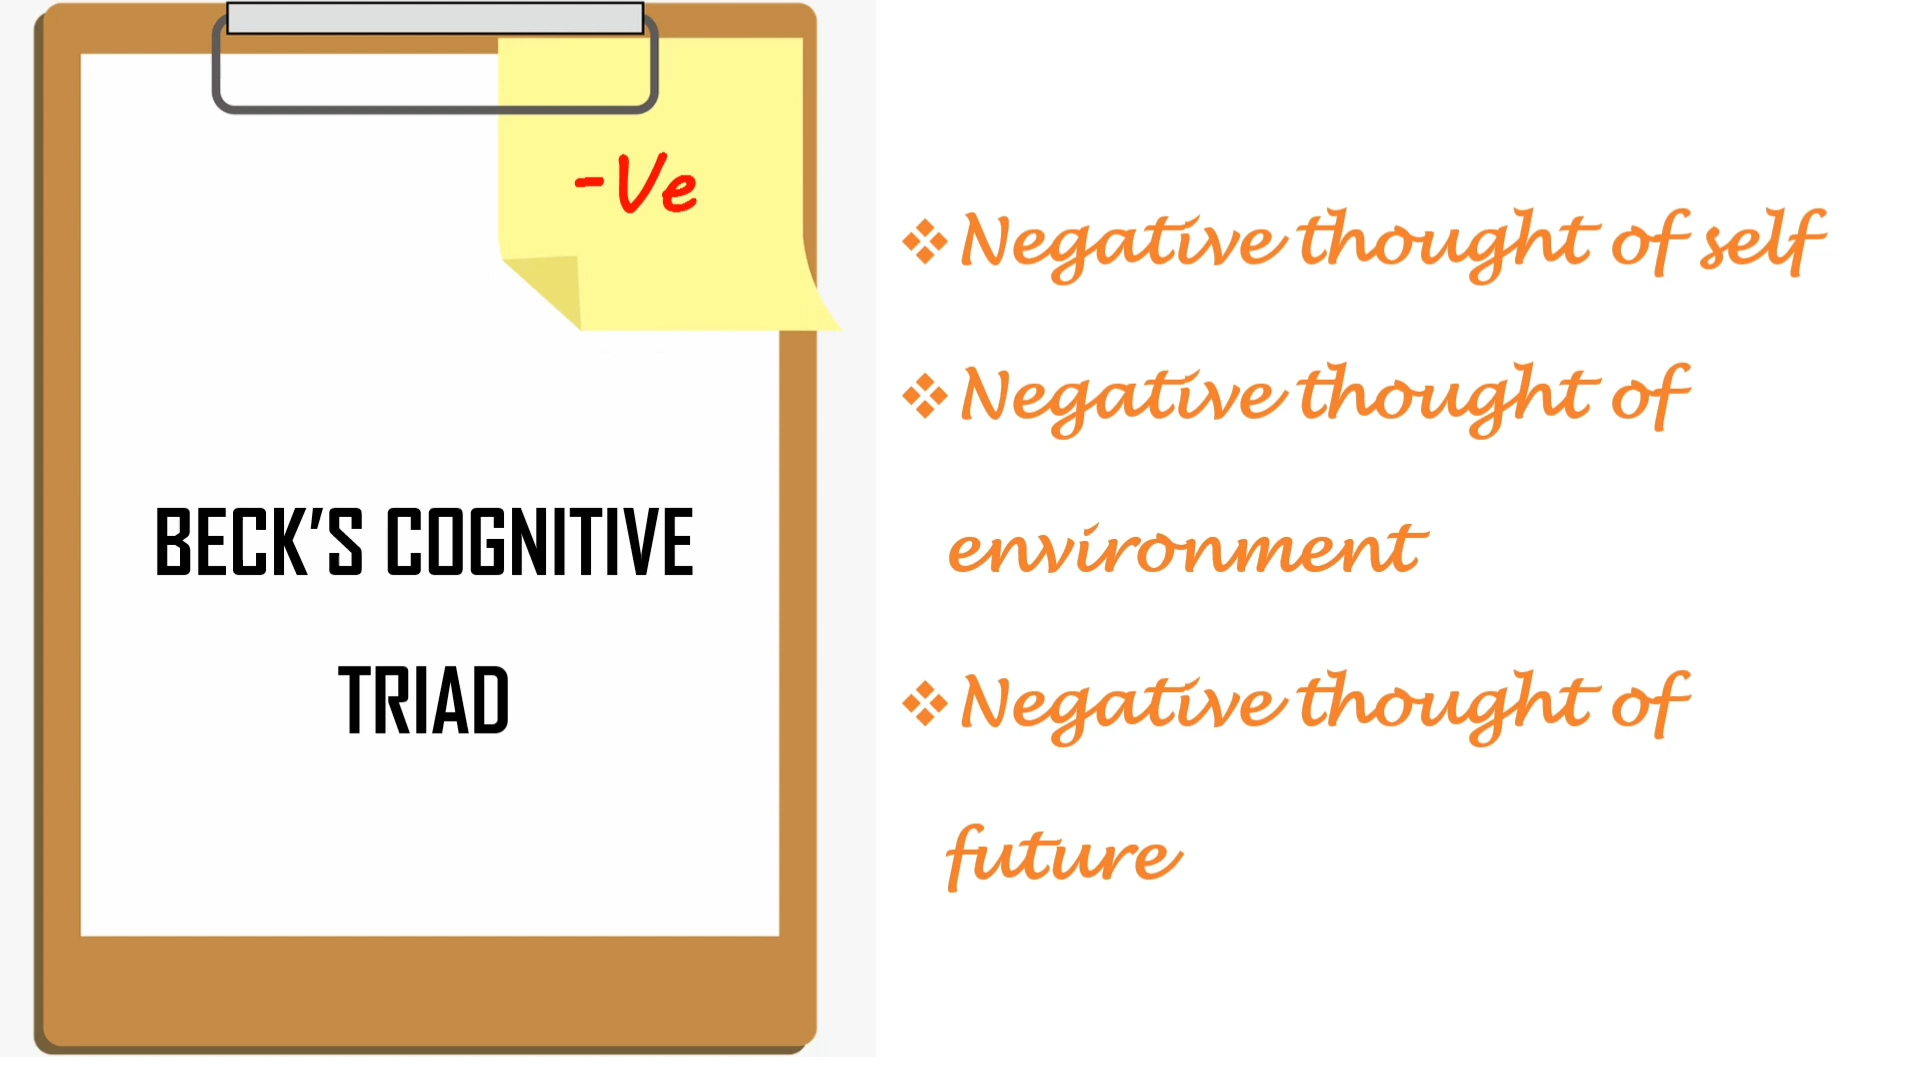 -Ve
BECK’S COGNITIVE
TRIAD
❖Negative thought of self
❖Negative thought of
environment
❖Negative thought of
future